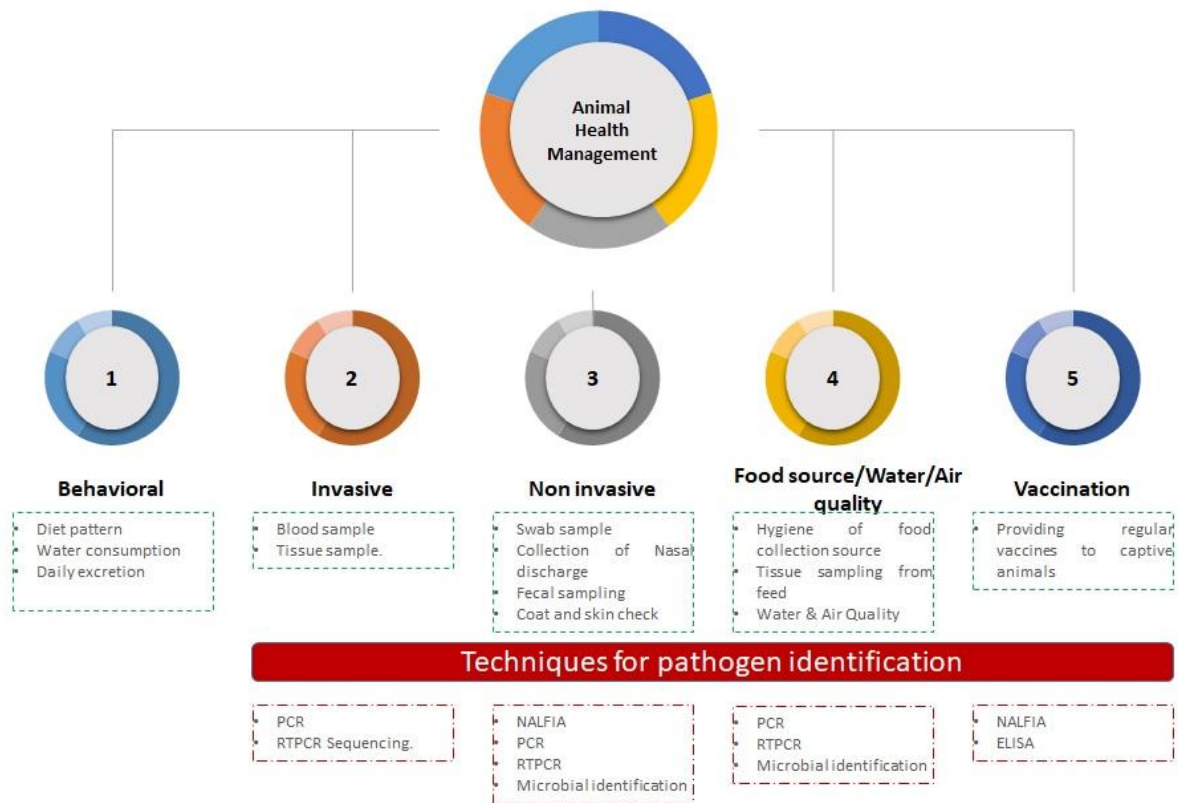 Animal
Health
Management
1
2
3
4
5
Behavioral
• Diet pattern
• Water consumption
• Daily excretion
Invasive
• Blood sample
• Tissue sample.
Non invasive
• Swab sample
• Collection of Nasal
discharge
• Fecal sampling
• Coat and skin check
Food source/Water/Air
quality
• Hygiene of food
collection source
• Tissue sampling from
feed
• Water & Air Quality
Vaccination
• Providing regular
vaccines to captive
animals
Techniques for pathogen identification
• PCR
• RTPCR Sequencing.
• NALFIA
• PCR
• RTPCR
• Microbial identification
• PCR
• RTPCR
• Microbial identification
• NALFIA
• ELISA